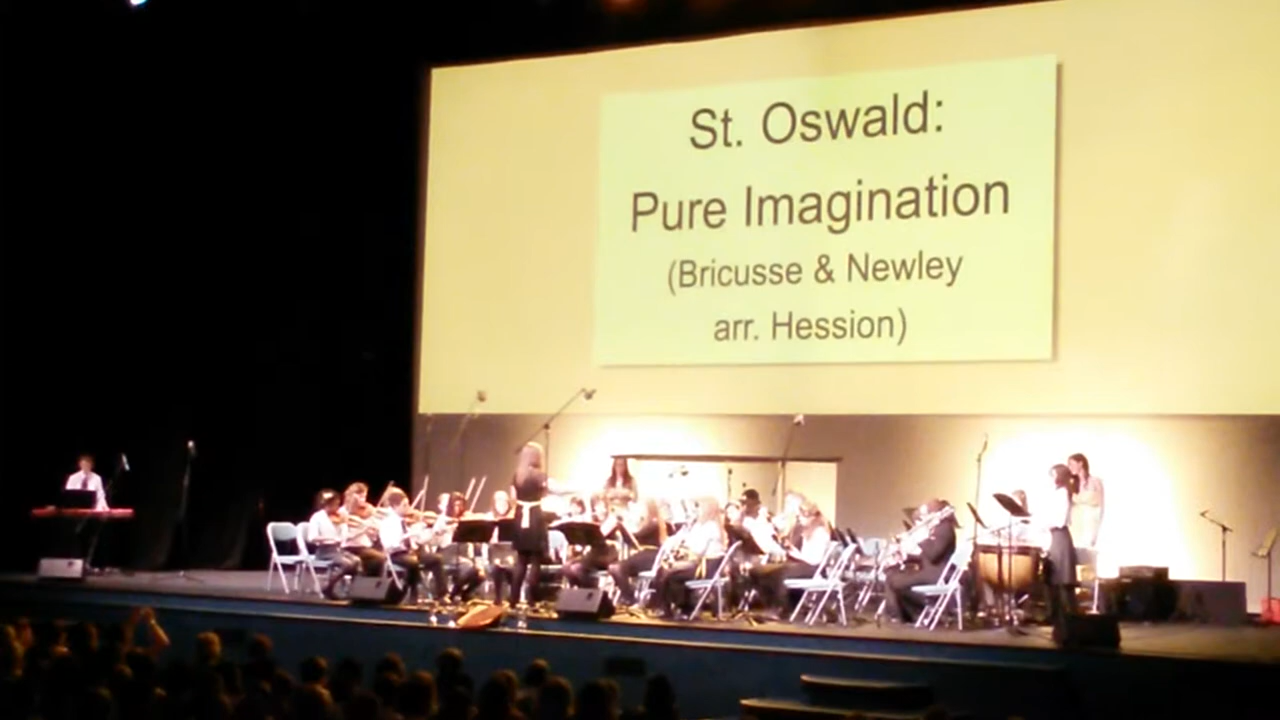 St. Oswald:
Pure Imagination
(Bricusse & Newley
arr. Hession)